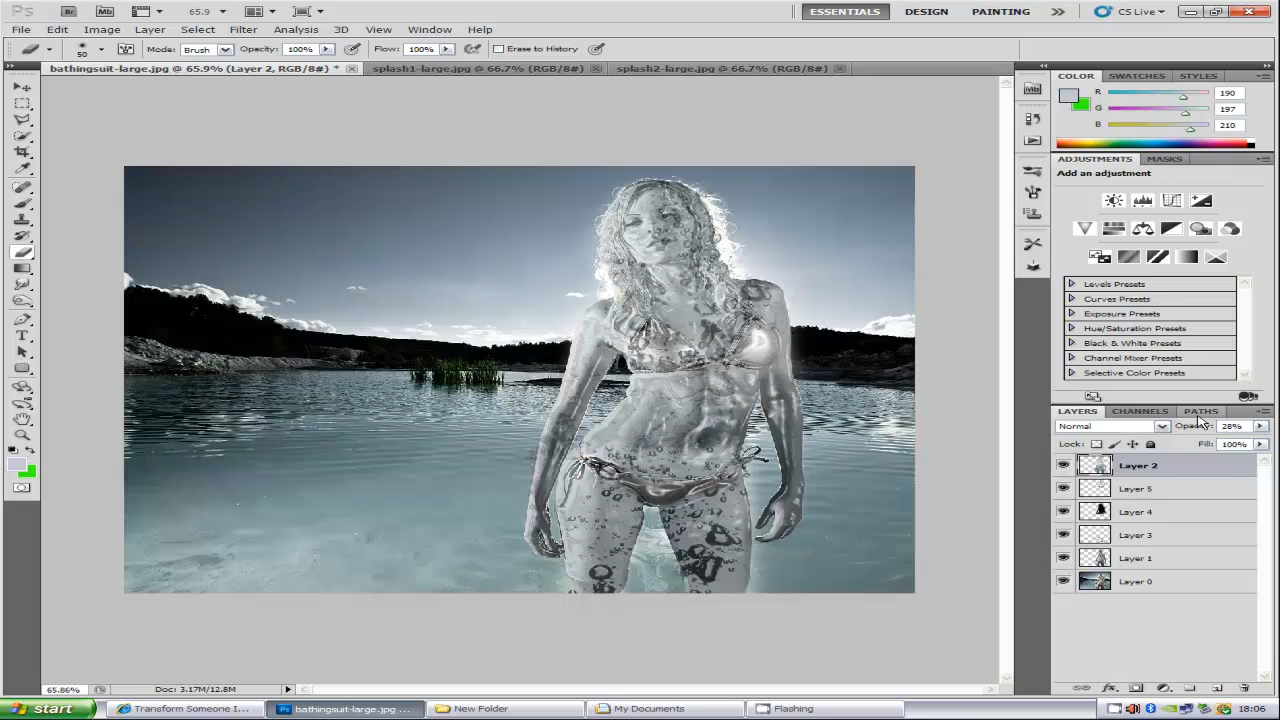 Ps Br Mb 65.9 ESSENTIALS DESIGN PAINTING CS Live
File Edit Image Layer Select Filter Analysis 3D View Window Help
50 Mode: Brush Opacity: 100% Flow: 100% Erase to History
bathingsuit-large.jpg @ 65.9% (Layer 2, RGB/8#) * splash1-large.jpg @ 66.7% (RGB/8#) splash2-large.jpg @ 66.7% (RGB/8#)
COLOR SWATCHES STYLES
R 190
G 197
B 210
ADJUSTMENTS MASKS
Add an adjustment
Levels Presets
Curves Presets
Exposure Presets
Hue/Saturation Presets
Black & White Presets
Channel Mixer Presets
Selective Color Presets
LAYERS CHANNELS PATHS
Normal Opacity: 28%
Lock: Fill: 100%
Layer 2
Layer 5
Layer 4
Layer 3
Layer 1
Layer 0
65.86% Doc: 3.17M/12.8M
start Transform Someone I... bathingsuit-large.jpg ... New Folder My Documents Flashing 18:06